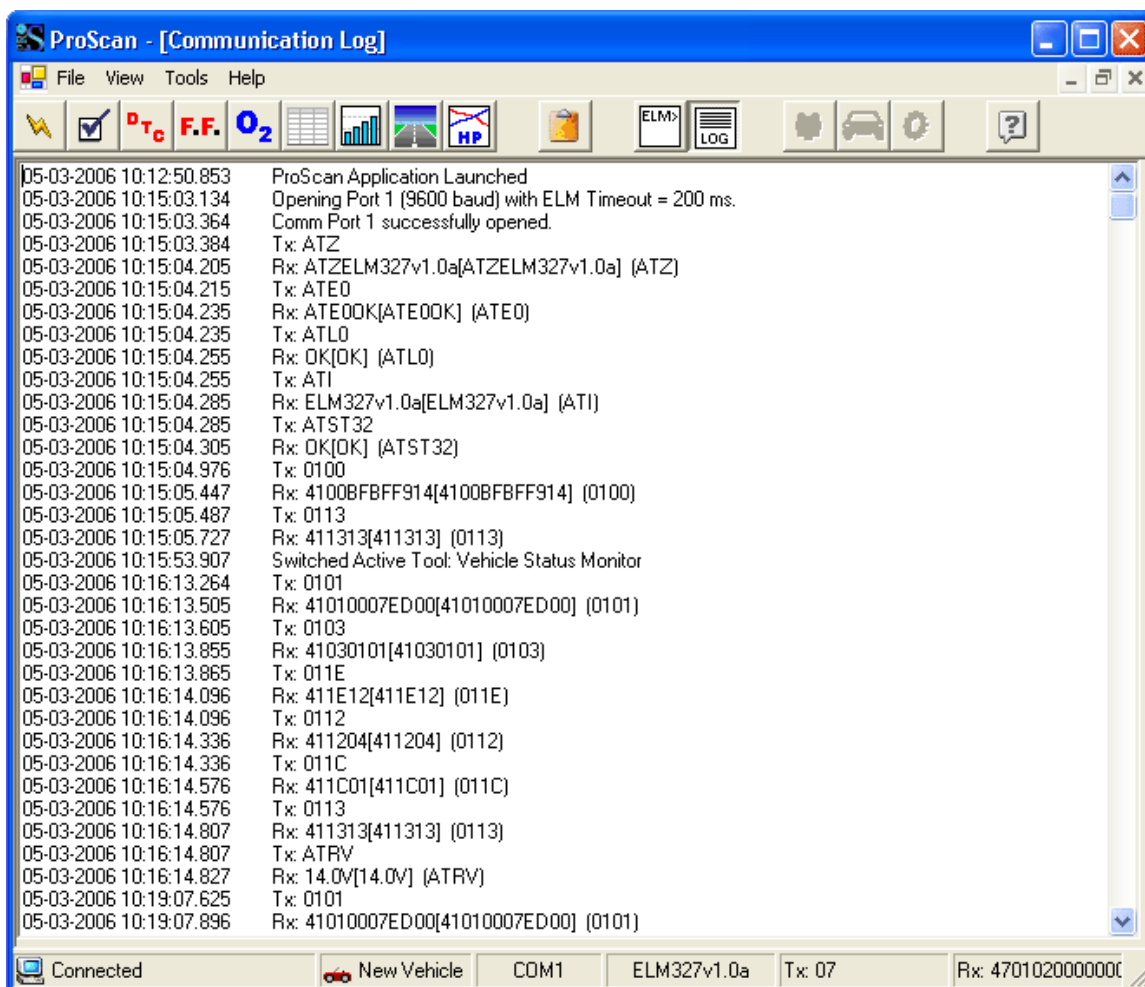 ProScan - [Communication Log]
File View Tools Help
DTC F.F. O2 HP ELM> LOG
05-03-2006 10:12:50.853 ProScan Application Launched
05-03-2006 10:15:03.134 Opening Port 1 (9600 baud) with ELM Timeout = 200 ms.
05-03-2006 10:15:03.364 Comm Port 1 successfully opened.
05-03-2006 10:15:03.384 Tx: ATZ
05-03-2006 10:15:04.205 Rx: ATZELM327v1.0a[ATZELM327v1.0a] (ATZ)
05-03-2006 10:15:04.215 Tx: ATE0
05-03-2006 10:15:04.235 Rx: ATE0OK[ATE0OK] (ATE0)
05-03-2006 10:15:04.235 Tx: ATL0
05-03-2006 10:15:04.255 Rx: OK[OK] (ATL0)
05-03-2006 10:15:04.255 Tx: ATI
05-03-2006 10:15:04.285 Rx: ELM327v1.0a[ELM327v1.0a] (ATI)
05-03-2006 10:15:04.285 Tx: ATST32
05-03-2006 10:15:04.305 Rx: OK[OK] (ATST32)
05-03-2006 10:15:04.976 Tx: 0100
05-03-2006 10:15:05.447 Rx: 4100BFBFF914[4100BFBFF914] (0100)
05-03-2006 10:15:05.487 Tx: 0113
05-03-2006 10:15:05.727 Rx: 411313[411313] (0113)
05-03-2006 10:15:53.907 Switched Active Tool: Vehicle Status Monitor
05-03-2006 10:16:13.264 Tx: 0101
05-03-2006 10:16:13.505 Rx: 41010007ED00[41010007ED00] (0101)
05-03-2006 10:16:13.605 Tx: 0103
05-03-2006 10:16:13.855 Rx: 41030101[41030101] (0103)
05-03-2006 10:16:13.865 Tx: 011E
05-03-2006 10:16:14.096 Rx: 411E12[411E12] (011E)
05-03-2006 10:16:14.096 Tx: 0112
05-03-2006 10:16:14.336 Rx: 411204[411204] (0112)
05-03-2006 10:16:14.336 Tx: 011C
05-03-2006 10:16:14.576 Rx: 411C01[411C01] (011C)
05-03-2006 10:16:14.576 Tx: 0113
05-03-2006 10:16:14.807 Rx: 411313[411313] (0113)
05-03-2006 10:16:14.807 Tx: ATRV
05-03-2006 10:16:14.827 Rx: 14.0V[14.0V] (ATRV)
05-03-2006 10:19:07.625 Tx: 0101
05-03-2006 10:19:07.896 Rx: 41010007ED00[41010007ED00] (0101)
Connected New Vehicle COM1 ELM327v1.0a Tx: 07 Rx: 4701020000000